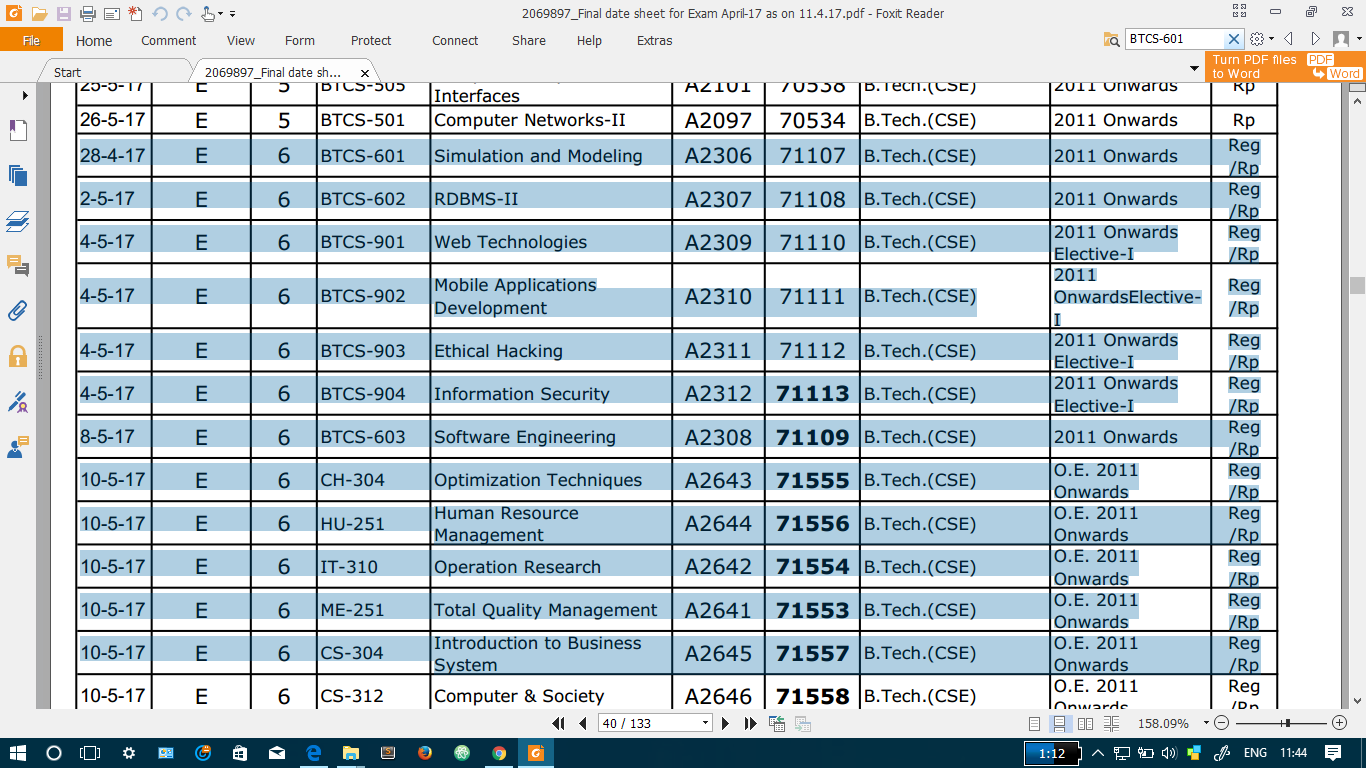 2069897_Final date sheet for Exam April-17 as on 11.4.17.pdf - Foxit Reader
File Home Comment View Form Protect Connect Share Help Extras BTCS-601
Start 2069897_Final date sh... Turn PDF files to Word PDF Word
25-5-17 E 5 BTCS-505 Interfaces A2101 70538 B.Tech.(CSE) 2011 Onwards Rp
26-5-17 E 5 BTCS-501 Computer Networks-II A2097 70534 B.Tech.(CSE) 2011 Onwards Rp
28-4-17 E 6 BTCS-601 Simulation and Modeling A2306 71107 B.Tech.(CSE) 2011 Onwards Reg /Rp
2-5-17 E 6 BTCS-602 RDBMS-II A2307 71108 B.Tech.(CSE) 2011 Onwards Reg /Rp
4-5-17 E 6 BTCS-901 Web Technologies A2309 71110 B.Tech.(CSE) 2011 Onwards Elective-I Reg /Rp
4-5-17 E 6 BTCS-902 Mobile Applications Development A2310 71111 B.Tech.(CSE) 2011 OnwardsElective-I Reg /Rp
4-5-17 E 6 BTCS-903 Ethical Hacking A2311 71112 B.Tech.(CSE) 2011 Onwards Elective-I Reg /Rp
4-5-17 E 6 BTCS-904 Information Security A2312 71113 B.Tech.(CSE) 2011 Onwards Elective-I Reg /Rp
8-5-17 E 6 BTCS-603 Software Engineering A2308 71109 B.Tech.(CSE) 2011 Onwards Reg /Rp
10-5-17 E 6 CH-304 Optimization Techniques A2643 71555 B.Tech.(CSE) O.E. 2011 Onwards Reg /Rp
10-5-17 E 6 HU-251 Human Resource Management A2644 71556 B.Tech.(CSE) O.E. 2011 Onwards Reg /Rp
10-5-17 E 6 IT-310 Operation Research A2642 71554 B.Tech.(CSE) O.E. 2011 Onwards Reg /Rp
10-5-17 E 6 ME-251 Total Quality Management A2641 71553 B.Tech.(CSE) O.E. 2011 Onwards Reg /Rp
10-5-17 E 6 CS-304 Introduction to Business System A2645 71557 B.Tech.(CSE) O.E. 2011 Onwards Reg /Rp
10-5-17 E 6 CS-312 Computer & Society A2646 71558 B.Tech.(CSE) O.E. 2011 Onwards Reg /Rp
40 / 133 158.09%
1:12 ENG 11:44